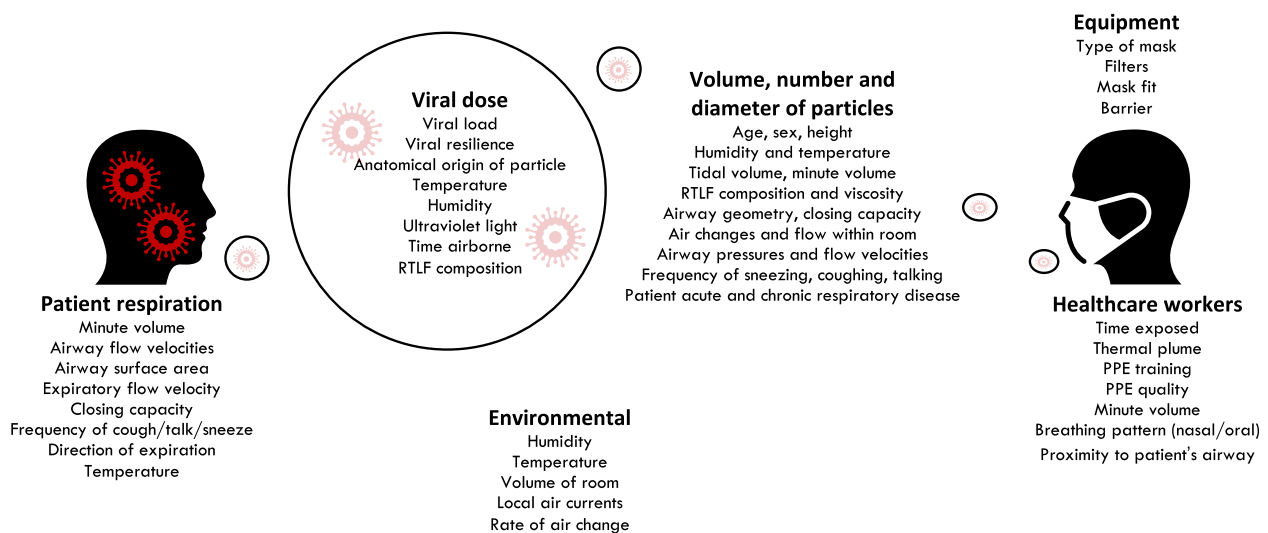 Patient respiration
Minute volume
Airway flow velocities
Airway surface area
Expiratory flow velocity
Closing capacity
Frequency of cough/talk/sneeze
Direction of expiration
Temperature
Viral dose
Viral load
Viral resilience
Anatomical origin of particle
Temperature
Humidity
Ultraviolet light
Time airborne
RTLF composition
Environmental
Humidity
Temperature
Volume of room
Local air currents
Rate of air change
Volume, number and
diameter of particles
Age, sex, height
Humidity and temperature
Tidal volume, minute volume
RTLF composition and viscosity
Airway geometry, closing capacity
Air changes and flow within room
Airway pressures and flow velocities
Frequency of sneezing, coughing, talking
Patient acute and chronic respiratory disease
Equipment
Type of mask
Filters
Mask fit
Barrier
Healthcare workers
Time exposed
Thermal plume
PPE training
PPE quality
Minute volume
Breathing pattern (nasal/oral)
Proximity to patient's airway